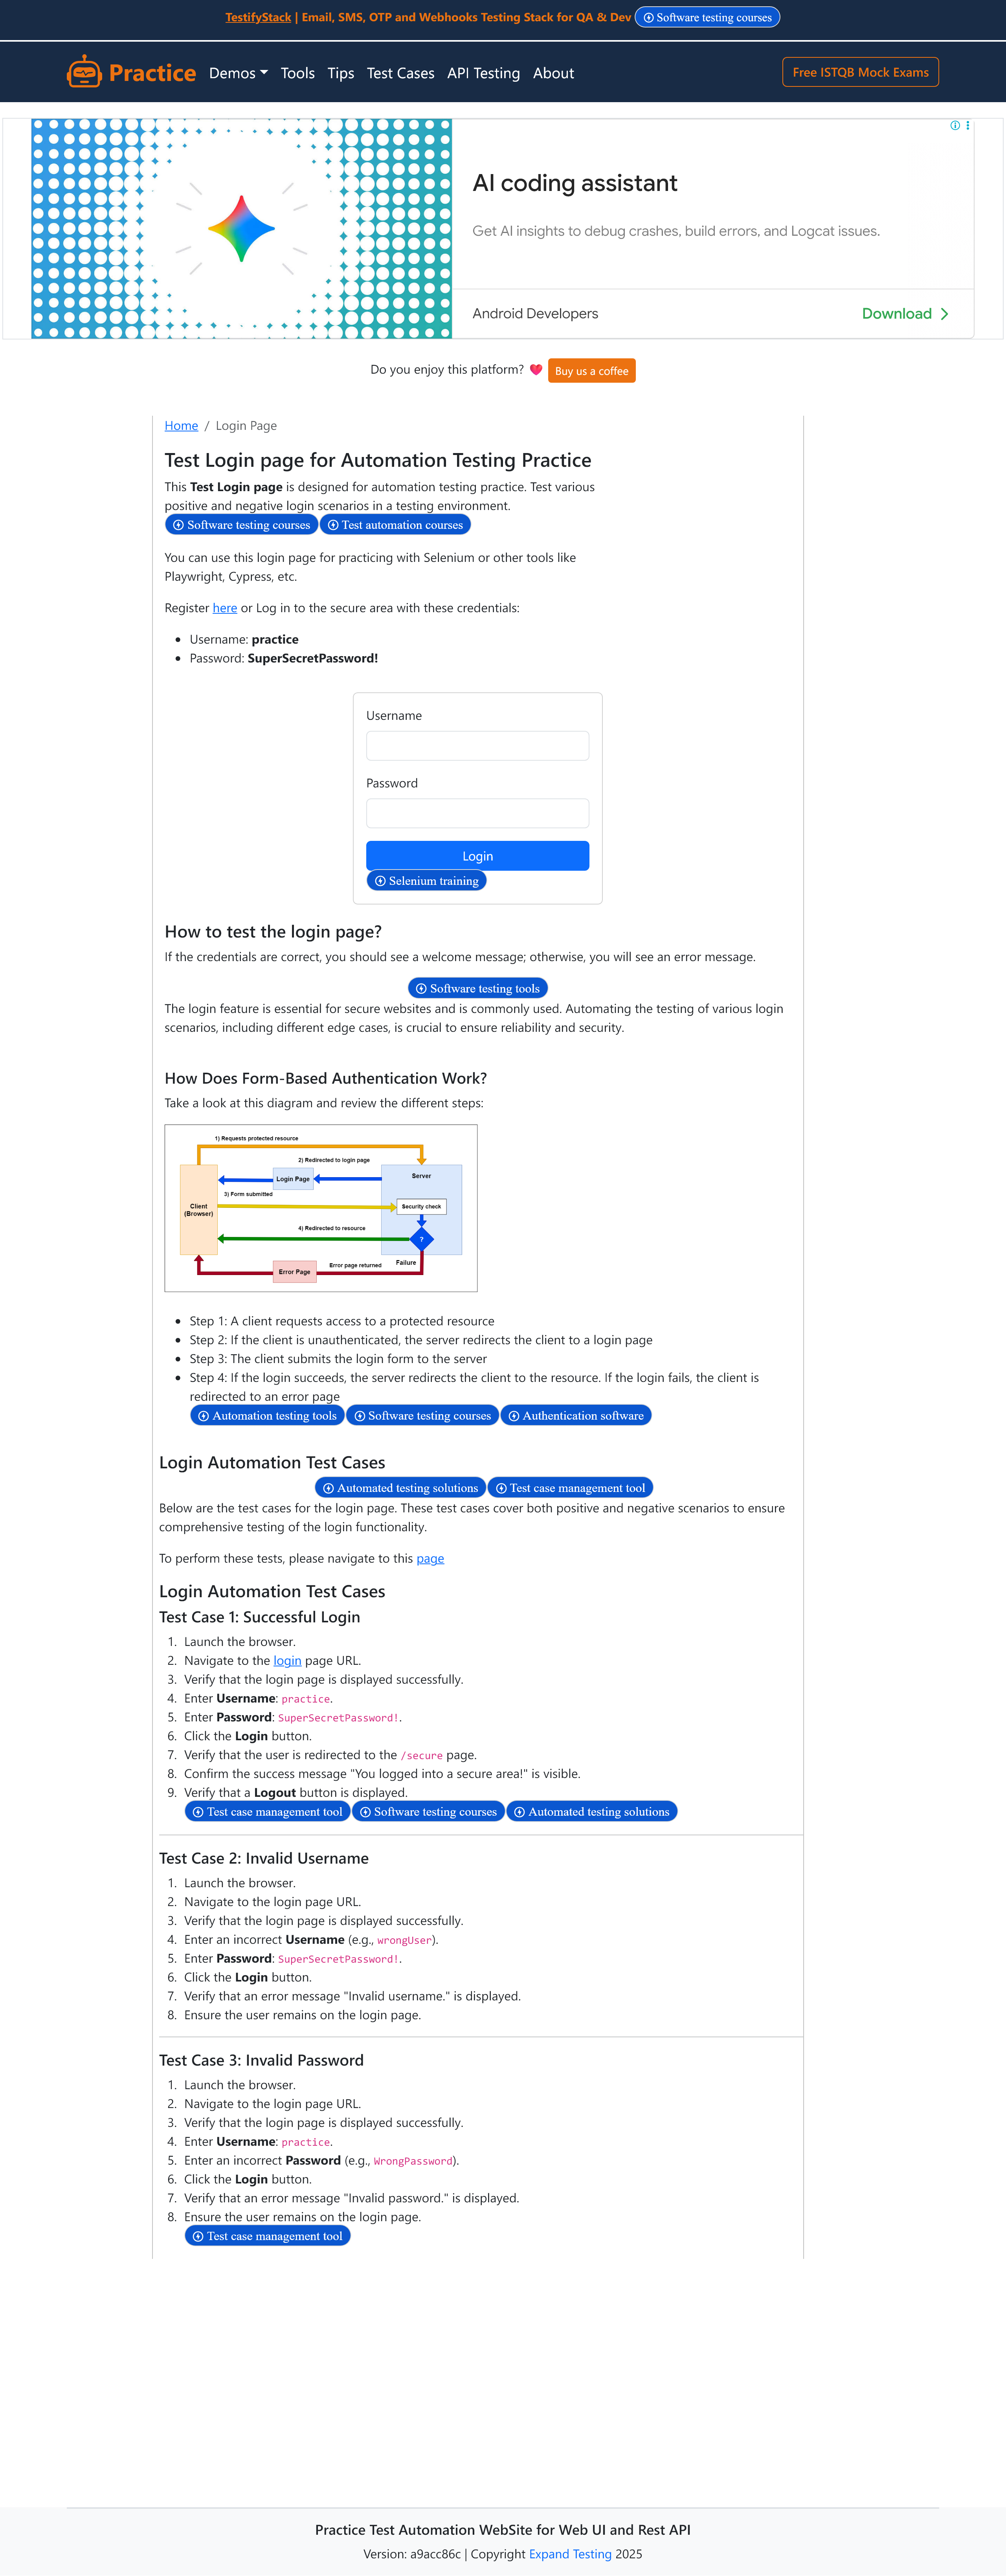 TestifyStack | Email, SMS, OTP and Webhooks Testing Stack for QA & Dev Software testing courses
Practice Demos Tools Tips Test Cases API Testing About Free ISTQB Mock Exams
AI coding assistant
Get AI insights to debug crashes, build errors, and Logcat issues.
Android Developers Download
Do you enjoy this platform? Buy us a coffee
Home / Login Page
Test Login page for Automation Testing Practice
This Test Login page is designed for automation testing practice. Test various
positive and negative login scenarios in a testing environment.
Software testing courses Test automation courses
You can use this login page for practicing with Selenium or other tools like
Playwright, Cypress, etc.
Register here or Log in to the secure area with these credentials:
• Username: practice
• Password: SuperSecretPassword!
Username
Password
Login
Selenium training
How to test the login page?
If the credentials are correct, you should see a welcome message; otherwise, you will see an error message.
Software testing tools
The login feature is essential for secure websites and is commonly used. Automating the testing of various login
scenarios, including different edge cases, is crucial to ensure reliability and security.
How Does Form-Based Authentication Work?
Take a look at this diagram and review the different steps:
1) Requests protected resource
2) Redirected to login page
Server
Login Page
3) Form submitted
Client
(Browser)
Security check
4) Redirected to resource
?
Failure
Error page returned
Error Page
• Step 1: A client requests access to a protected resource
• Step 2: If the client is unauthenticated, the server redirects the client to a login page
• Step 3: The client submits the login form to the server
• Step 4: If the login succeeds, the server redirects the client to the resource. If the login fails, the client is
redirected to an error page
Automation testing tools Software testing courses Authentication software
Login Automation Test Cases
Automated testing solutions Test case management tool
Below are the test cases for the login page. These test cases cover both positive and negative scenarios to ensure
comprehensive testing of the login functionality.
To perform these tests, please navigate to this page
Login Automation Test Cases
Test Case 1: Successful Login
1. Launch the browser.
2. Navigate to the login page URL.
3. Verify that the login page is displayed successfully.
4. Enter Username: practice.
5. Enter Password: SuperSecretPassword!.
6. Click the Login button.
7. Verify that the user is redirected to the /secure page.
8. Confirm the success message "You logged into a secure area!" is visible.
9. Verify that a Logout button is displayed.
Test case management tool Software testing courses Automated testing solutions
Test Case 2: Invalid Username
1. Launch the browser.
2. Navigate to the login page URL.
3. Verify that the login page is displayed successfully.
4. Enter an incorrect Username (e.g., wrongUser).
5. Enter Password: SuperSecretPassword!.
6. Click the Login button.
7. Verify that an error message "Invalid username." is displayed.
8. Ensure the user remains on the login page.
Test Case 3: Invalid Password
1. Launch the browser.
2. Navigate to the login page URL.
3. Verify that the login page is displayed successfully.
4. Enter Username: practice.
5. Enter an incorrect Password (e.g., WrongPassword).
6. Click the Login button.
7. Verify that an error message "Invalid password." is displayed.
8. Ensure the user remains on the login page.
Test case management tool
Practice Test Automation WebSite for Web UI and Rest API
Version: a9acc86c | Copyright Expand Testing 2025